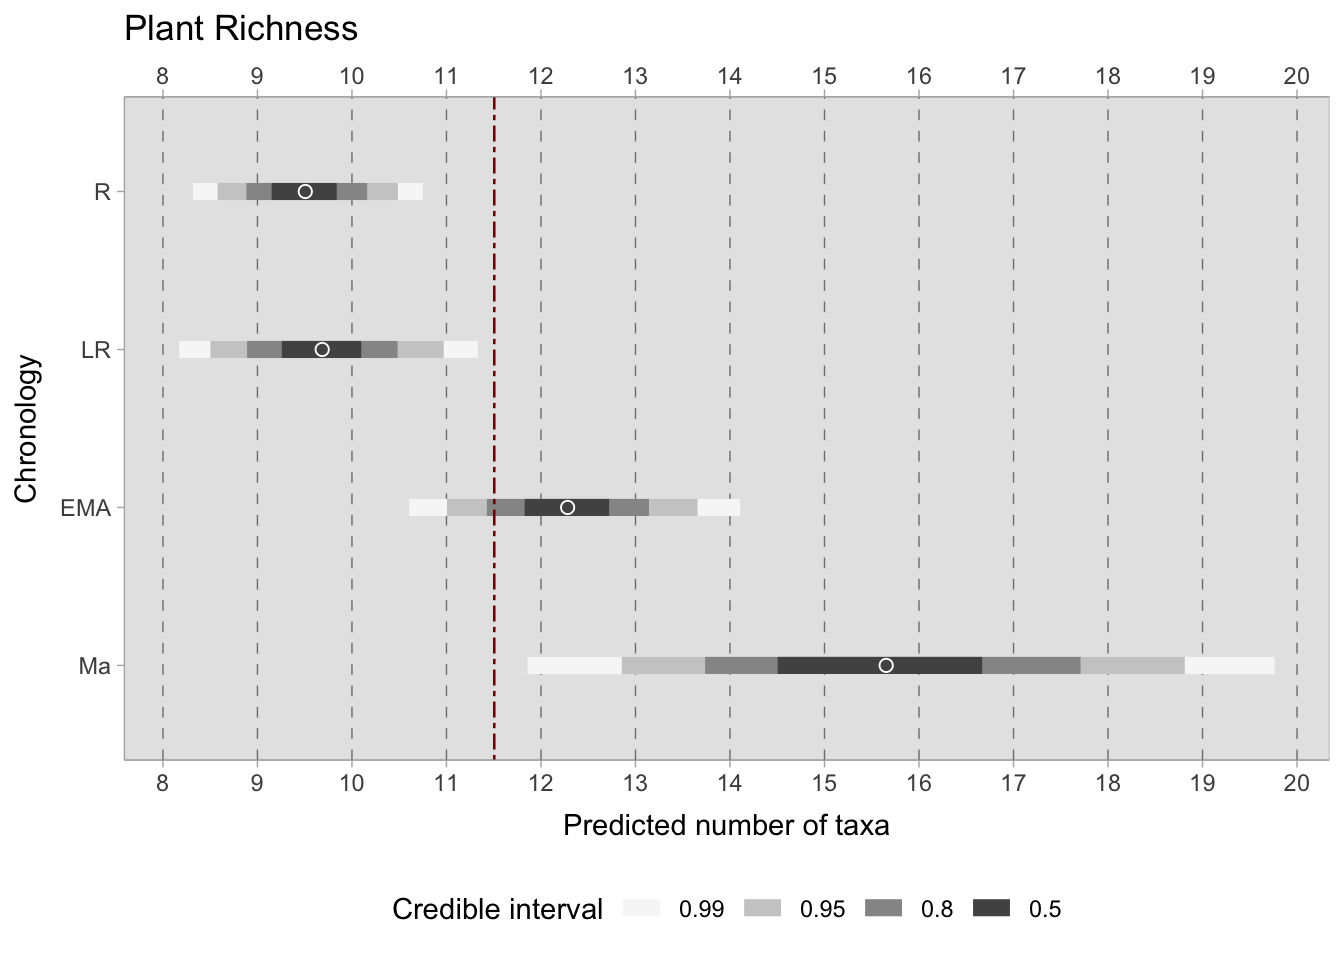 Plant Richness
8 9 10 11 12 13 14 15 16 17 18 19 20
R
LR
EMA
Ma
Chronology
8 9 10 11 12 13 14 15 16 17 18 19 20
Predicted number of taxa
Credible interval 0.99 0.95 0.8 0.5